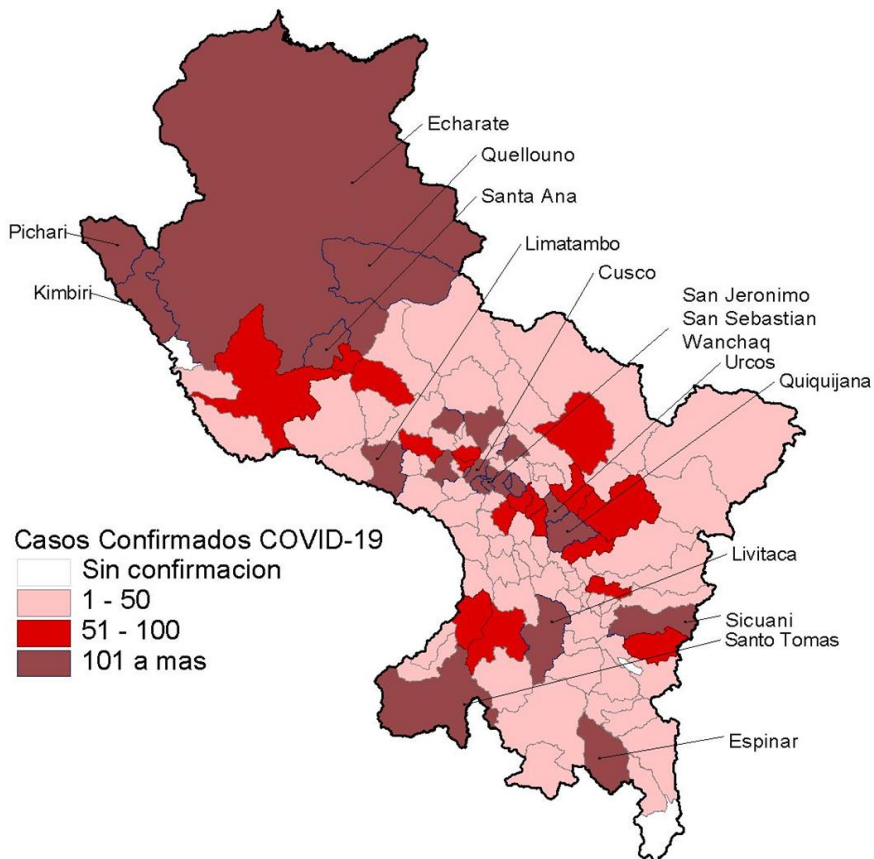 Echarate
Quellouno
Santa Ana
Pichari
Limatambo
Cusco
Kimbiri
San Jeronimo
San Sebastian
Wanchaq
Urcos
Quiquijana
Casos Confirmados COVID-19
Sin confirmacion
1 - 50
51 - 100
101 a mas
Livitaca
Sicuani
Santo Tomas
Espinar